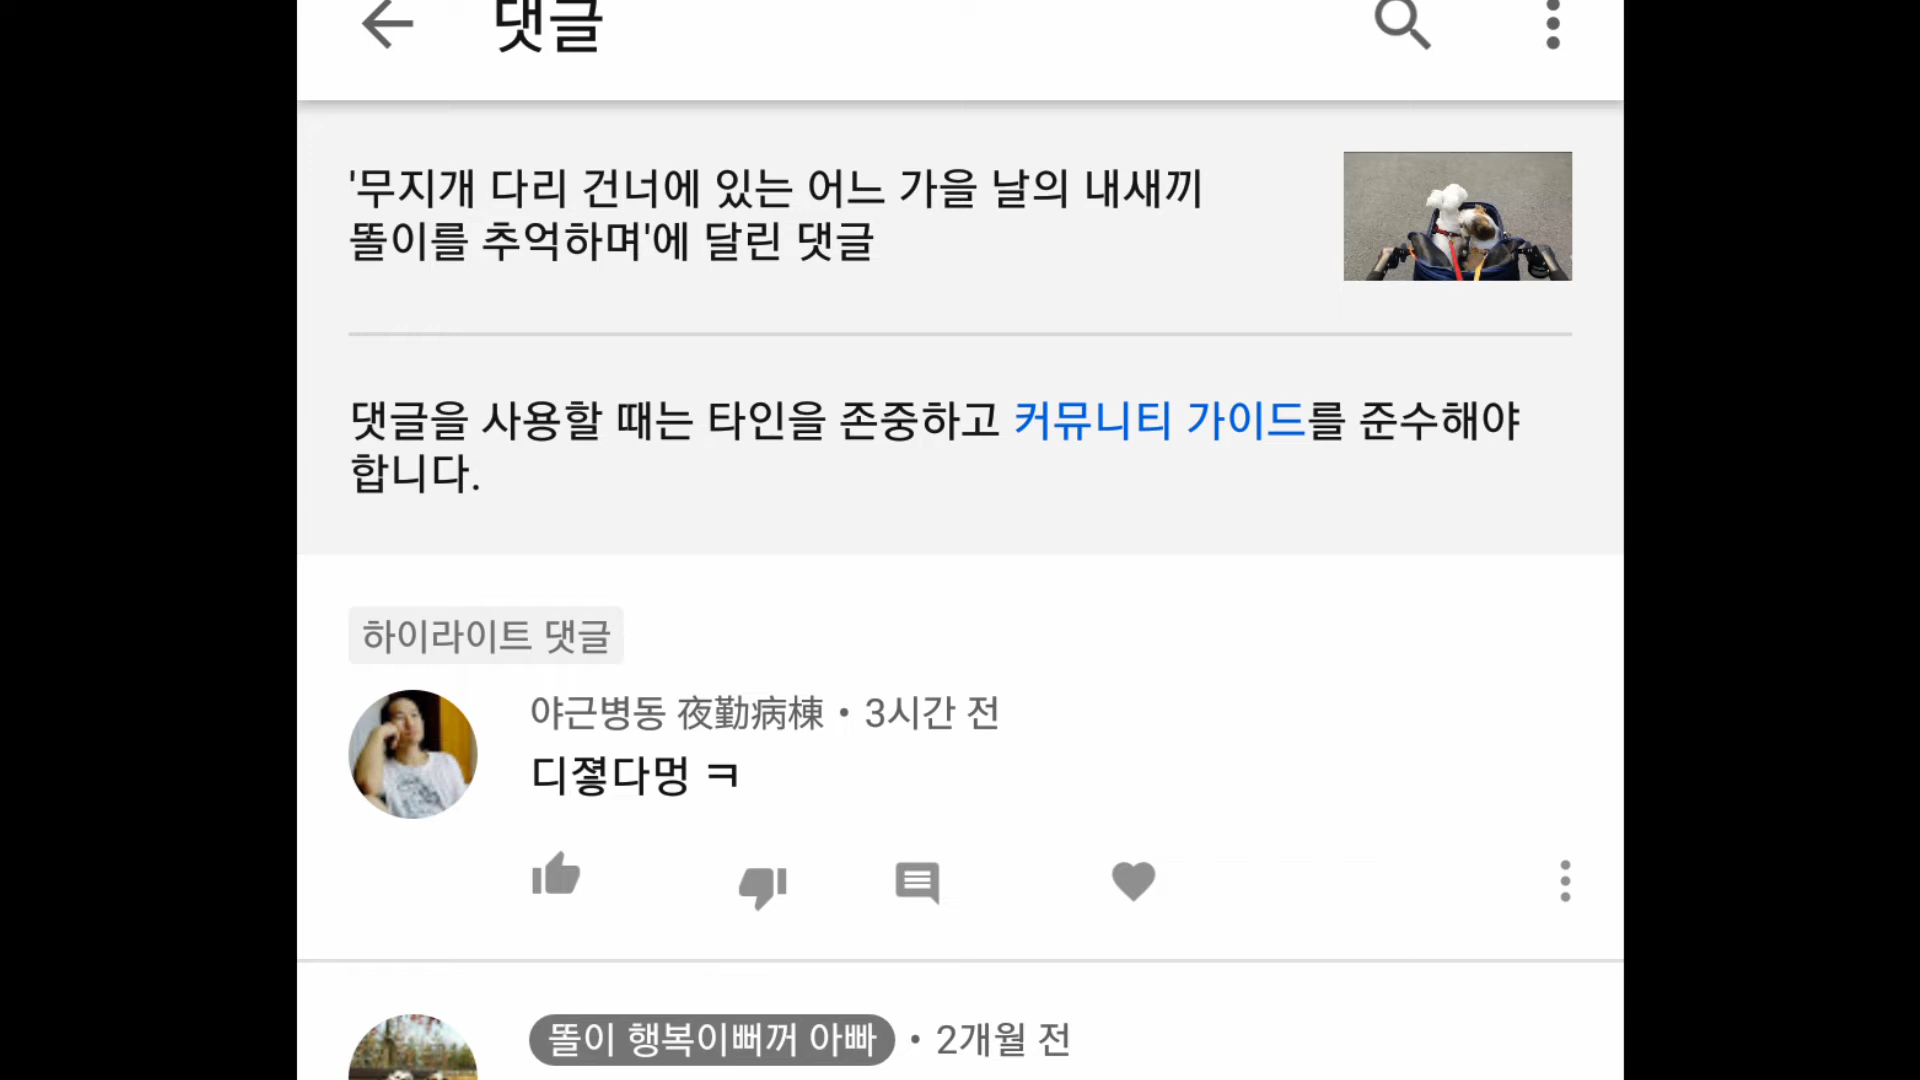 댓글
'무지개 다리 건너에 있는 어느 가을 날의 내새끼
똘이를 추억하며'에 달린 댓글
댓글을 사용할 때는 타인을 존중하고 커뮤니티 가이드를 준수해야
합니다.
하이라이트 댓글
야근병동 夜勤病棟 • 3시간 전
디졓다멍 ㅋ
똘이 행복이뻐꺼 아빠 • 2개월 전